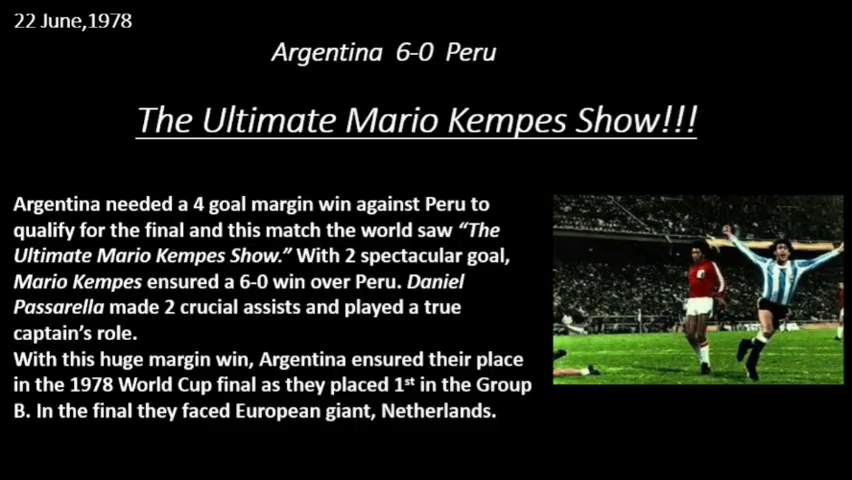 22 June,1978
Argentina 6-0 Peru
The Ultimate Mario Kempes Show!!!
Argentina needed a 4 goal margin win against Peru to
qualify for the final and this match the world saw “The
Ultimate Mario Kempes Show.” With 2 spectacular goal,
Mario Kempes ensured a 6-0 win over Peru. Daniel
Passarella made 2 crucial assists and played a true
captain’s role.
With this huge margin win, Argentina ensured their place
in the 1978 World Cup final as they placed 1st in the Group
B. In the final they faced European giant, Netherlands.